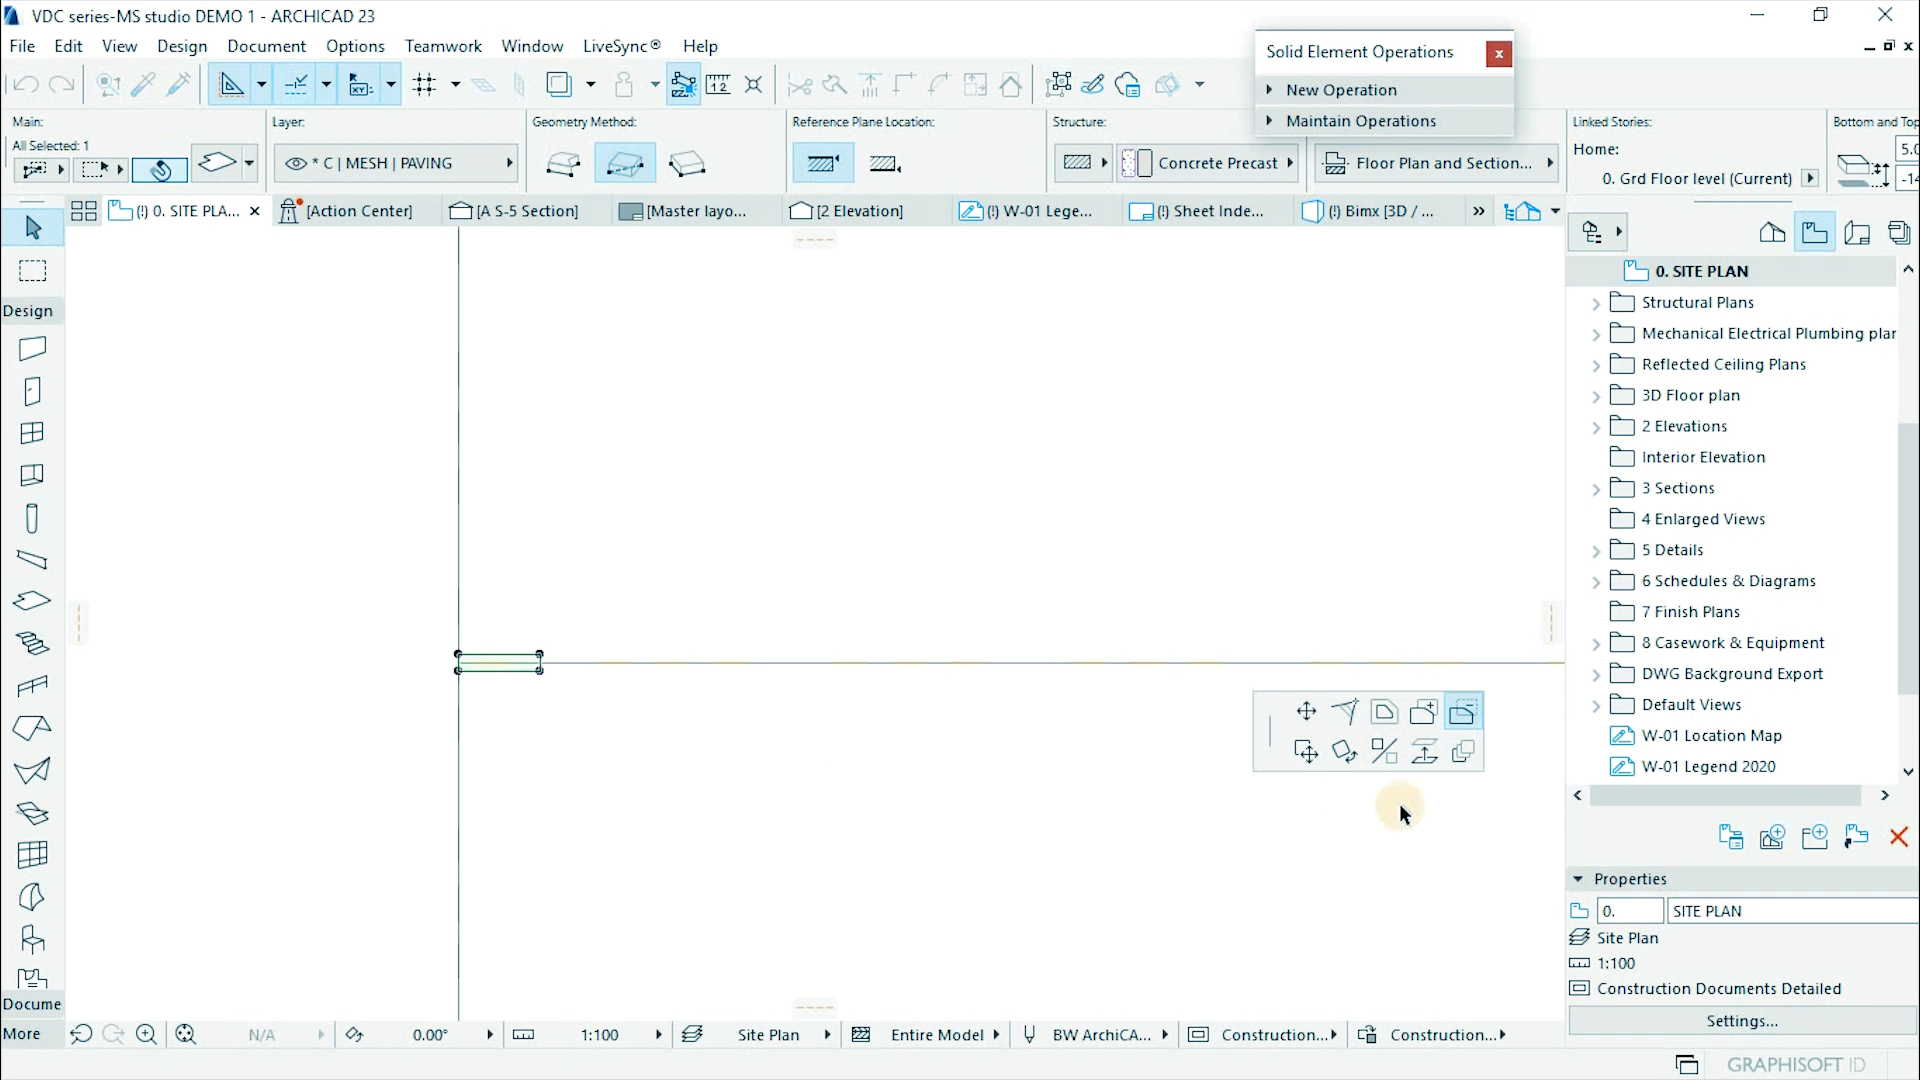 VDC series-MS studio DEMO 1 - ARCHICAD 23
File Edit View Design Document Options Teamwork Window LiveSync® Help
Solid Element Operations
x
New Operation
Maintain Operations
Main:
All Selected: 1
Layer:
* C | MESH | PAVING
Geometry Method:
Reference Plane Location:
Structure:
Concrete Precast
Floor Plan and Section...
Linked Stories:
Home:
0. Grd Floor level (Current)
Bottom and Top
5.0
-14
(!) 0. SITE PLA...
[Action Center]
[A S-5 Section]
[Master layo...
[2 Elevation]
(!) W-01 Lege...
(!) Sheet Inde...
(!) Bimx [3D / ...
Design
Docume
More
0. SITE PLAN
Structural Plans
Mechanical Electrical Plumbing plar
Reflected Ceiling Plans
3D Floor plan
2 Elevations
Interior Elevation
3 Sections
4 Enlarged Views
5 Details
6 Schedules & Diagrams
7 Finish Plans
8 Casework & Equipment
DWG Background Export
Default Views
W-01 Location Map
W-01 Legend 2020
Properties
0.
SITE PLAN
Site Plan
1:100
Construction Documents Detailed
Settings...
N/A
0.00°
1:100
Site Plan
Entire Model
BW ArchiCA...
Construction...
Construction...
GRAPHISOFT ID